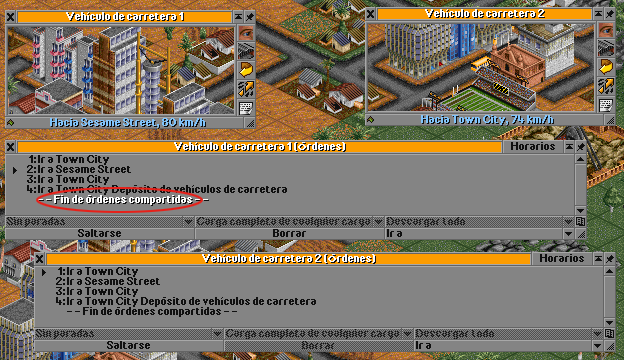 Vehículo de carretera 1
Hacia Sesame Street, 80 km/h
Vehículo de carretera 2
Hacia Town City, 74 km/h
Vehículo de carretera 1 (Órdenes)
Horarios
1: Ir a Town City
2: Ir a Sesame Street
3: Ir a Town City
4: Ir a Town City Depósito de vehículos de carretera
- - Fin de órdenes compartidas - -
Sin paradas
Carga completo de cualquier cargo
Descargar todo
Saltarse
Borrar
Ir a
Vehículo de carretera 2 (Órdenes)
Horarios
1: Ir a Town City
2: Ir a Sesame Street
3: Ir a Town City
4: Ir a Town City Depósito de vehículos de carretera
- - Fin de órdenes compartidas - -
Sin paradas
Carga completo de cualquier cargo
Descargar todo
Saltarse
Borrar
Ir a